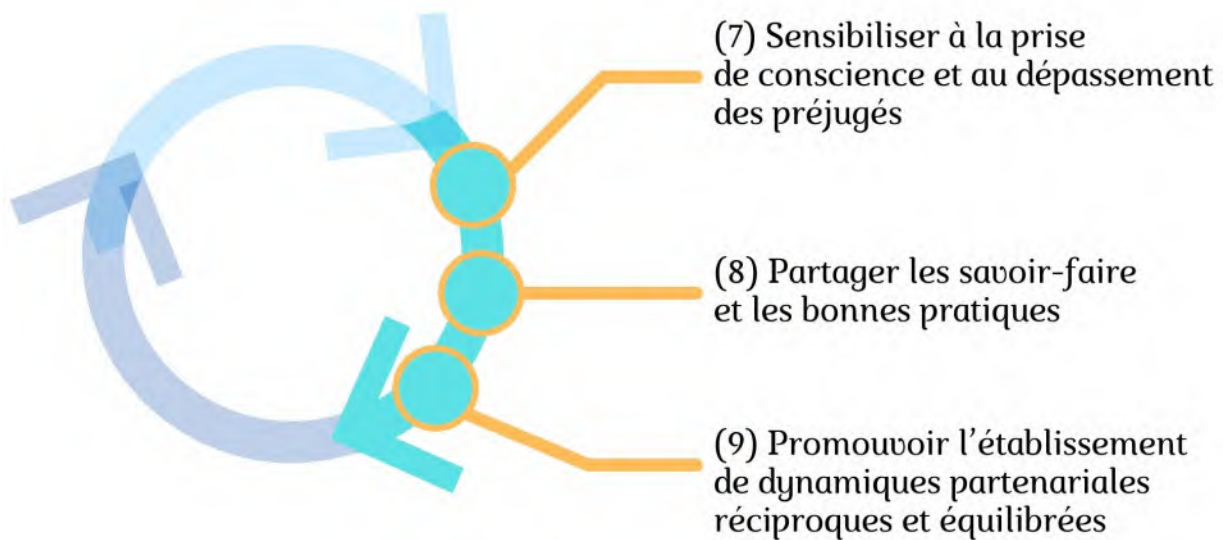 (7) Sensibiliser à la prise
de conscience et au dépassement
des préjugés
(8) Partager les savoir-faire
et les bonnes pratiques
(9) Promouvoir l’établissement
de dynamiques partenariales
réciproques et équilibrées